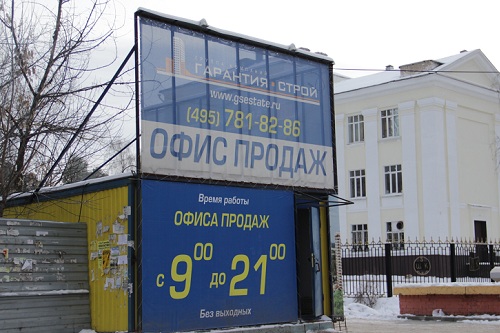 ГАРАНТИЯ СТРОЙ
www.gsestate.ru
(495) 781-82-86
ОФИС ПРОДАЖ
Время работы
ОФИСА ПРОДАЖ
с 9 00 до 21 00
Без выходных